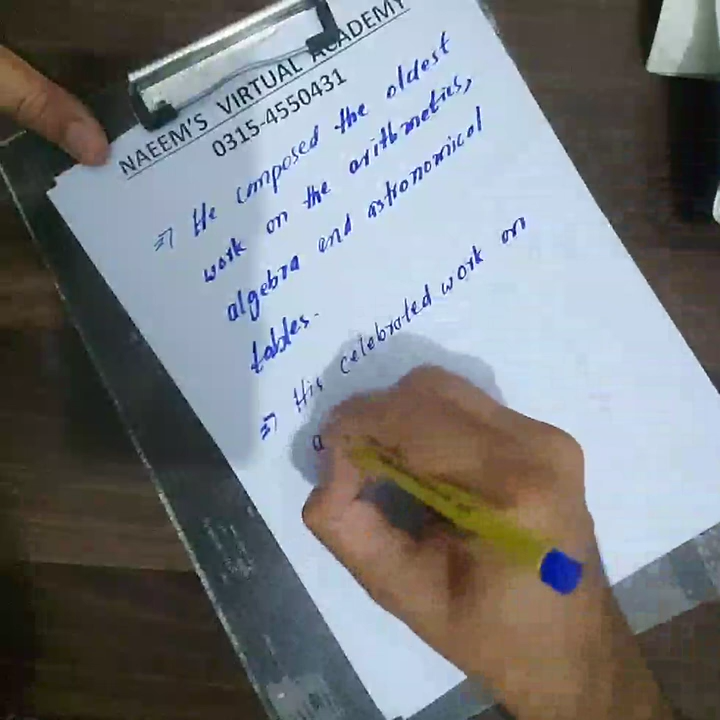 NAEEM'S VIRTUAL ACADEMY
0315-4550431
⇒ He composed the oldest
work on the arithmetics,
algebra and astronomical
tables.
⇒ His celebrated work on
a